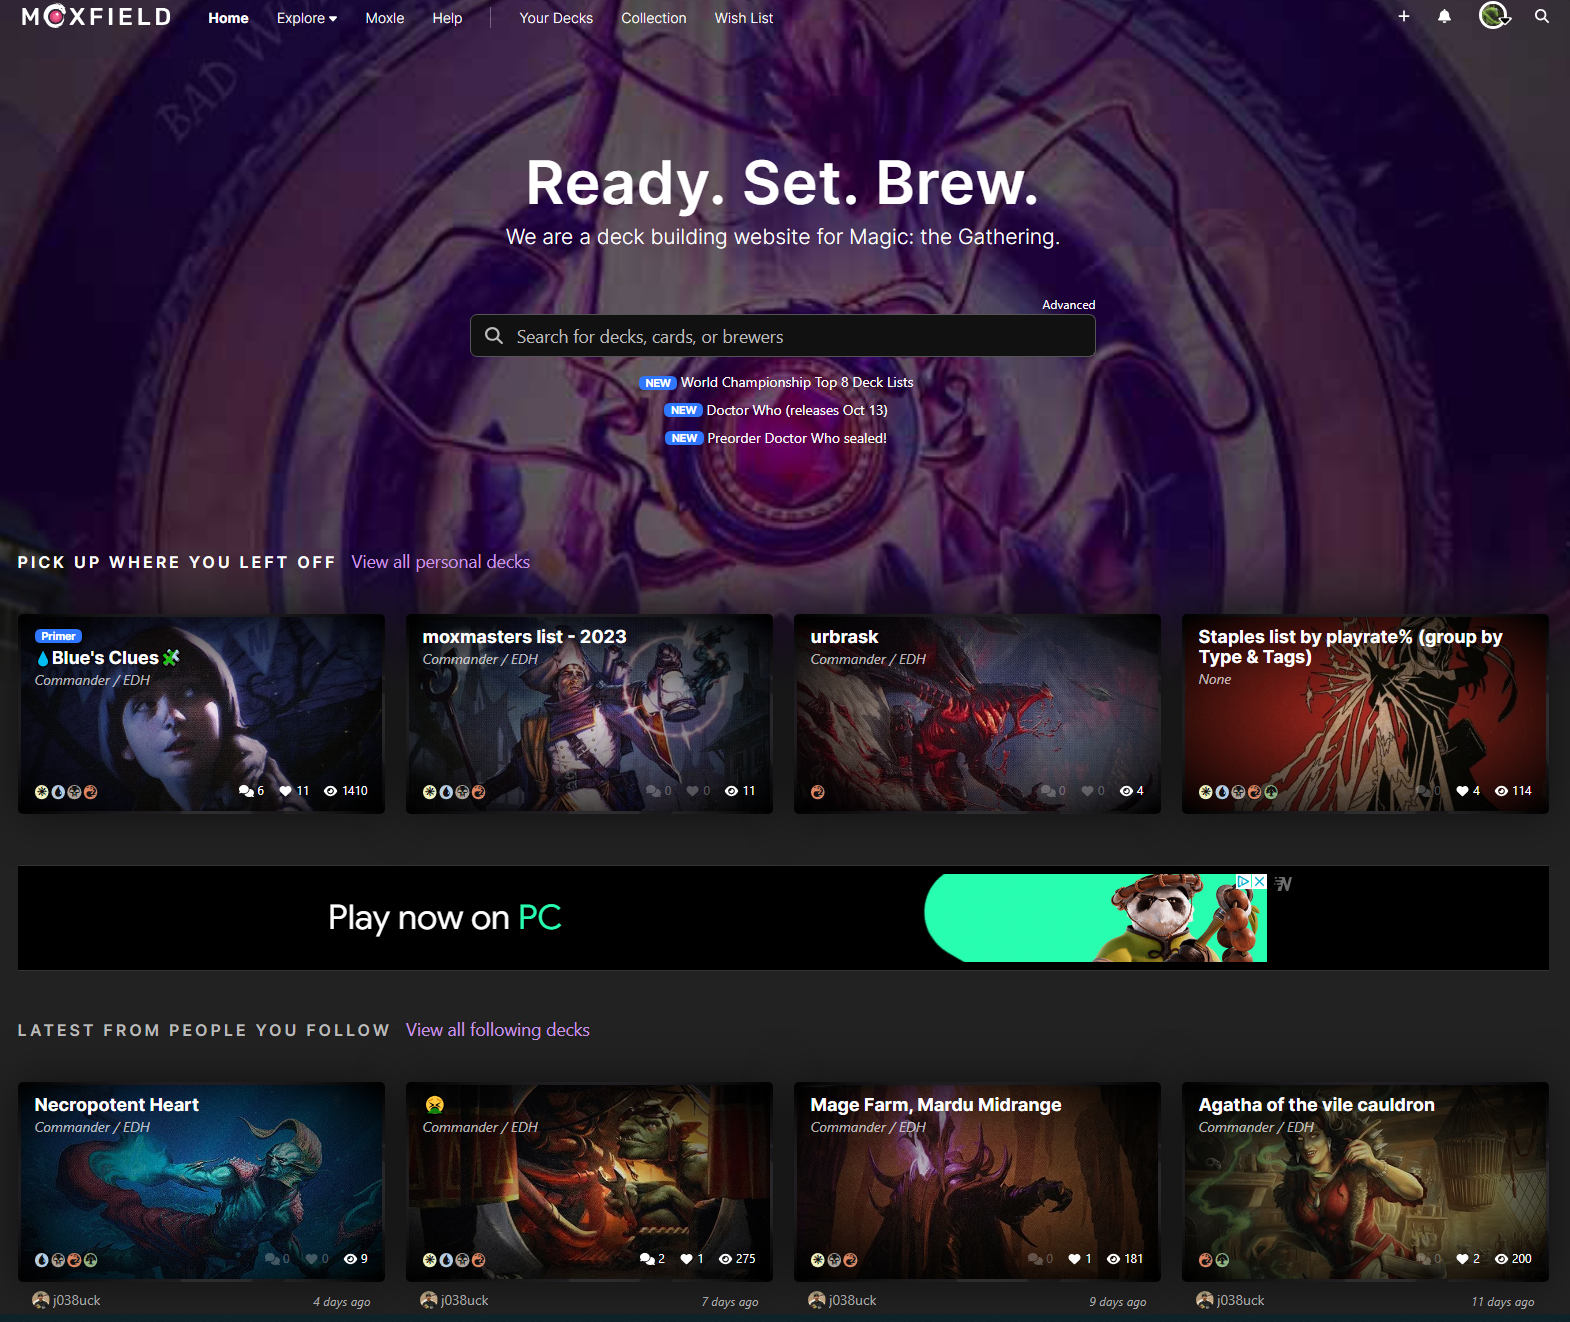 MOXFIELD
Home
Explore
Moxle
Help
Your Decks
Collection
Wish List
BAD W
Ready. Set. Brew.
We are a deck building website for Magic: the Gathering.
Advanced
Search for decks, cards, or brewers
NEW World Championship Top 8 Deck Lists
NEW Doctor Who (releases Oct 13)
NEW Preorder Doctor Who sealed!
PICK UP WHERE YOU LEFT OFF View all personal decks
Primer
💧Blue's Clues🧩
Commander / EDH
6 11 1410
moxmasters list - 2023
Commander / EDH
0 0 11
urbrask
Commander / EDH
0 0 4
Staples list by playrate% (group by
Type & Tags)
None
0 4 114
Play now on PC
LATEST FROM PEOPLE YOU FOLLOW View all following decks
Necropotent Heart
Commander / EDH
0 0 9
j038uck
4 days ago
🤮
Commander / EDH
2 1 275
j038uck
7 days ago
Mage Farm, Mardu Midrange
Commander / EDH
0 1 181
j038uck
9 days ago
Agatha of the vile cauldron
Commander / EDH
0 2 200
j038uck
11 days ago